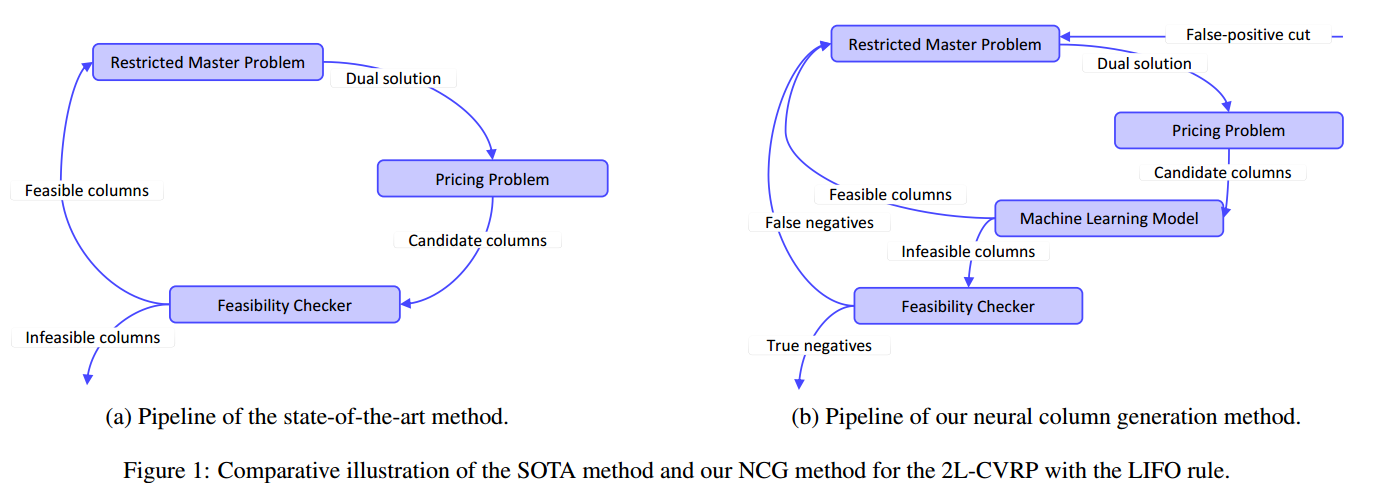 Restricted Master Problem
Dual solution
Pricing Problem
Candidate columns
Feasible columns
Feasibility Checker
Infeasible columns
(a) Pipeline of the state-of-the-art method.
False-positive cut
Restricted Master Problem
Dual solution
Pricing Problem
Candidate columns
Feasible columns
Machine Learning Model
False negatives
Infeasible columns
Feasibility Checker
True negatives
(b) Pipeline of our neural column generation method.
Figure 1: Comparative illustration of the SOTA method and our NCG method for the 2L-CVRP with the LIFO rule.